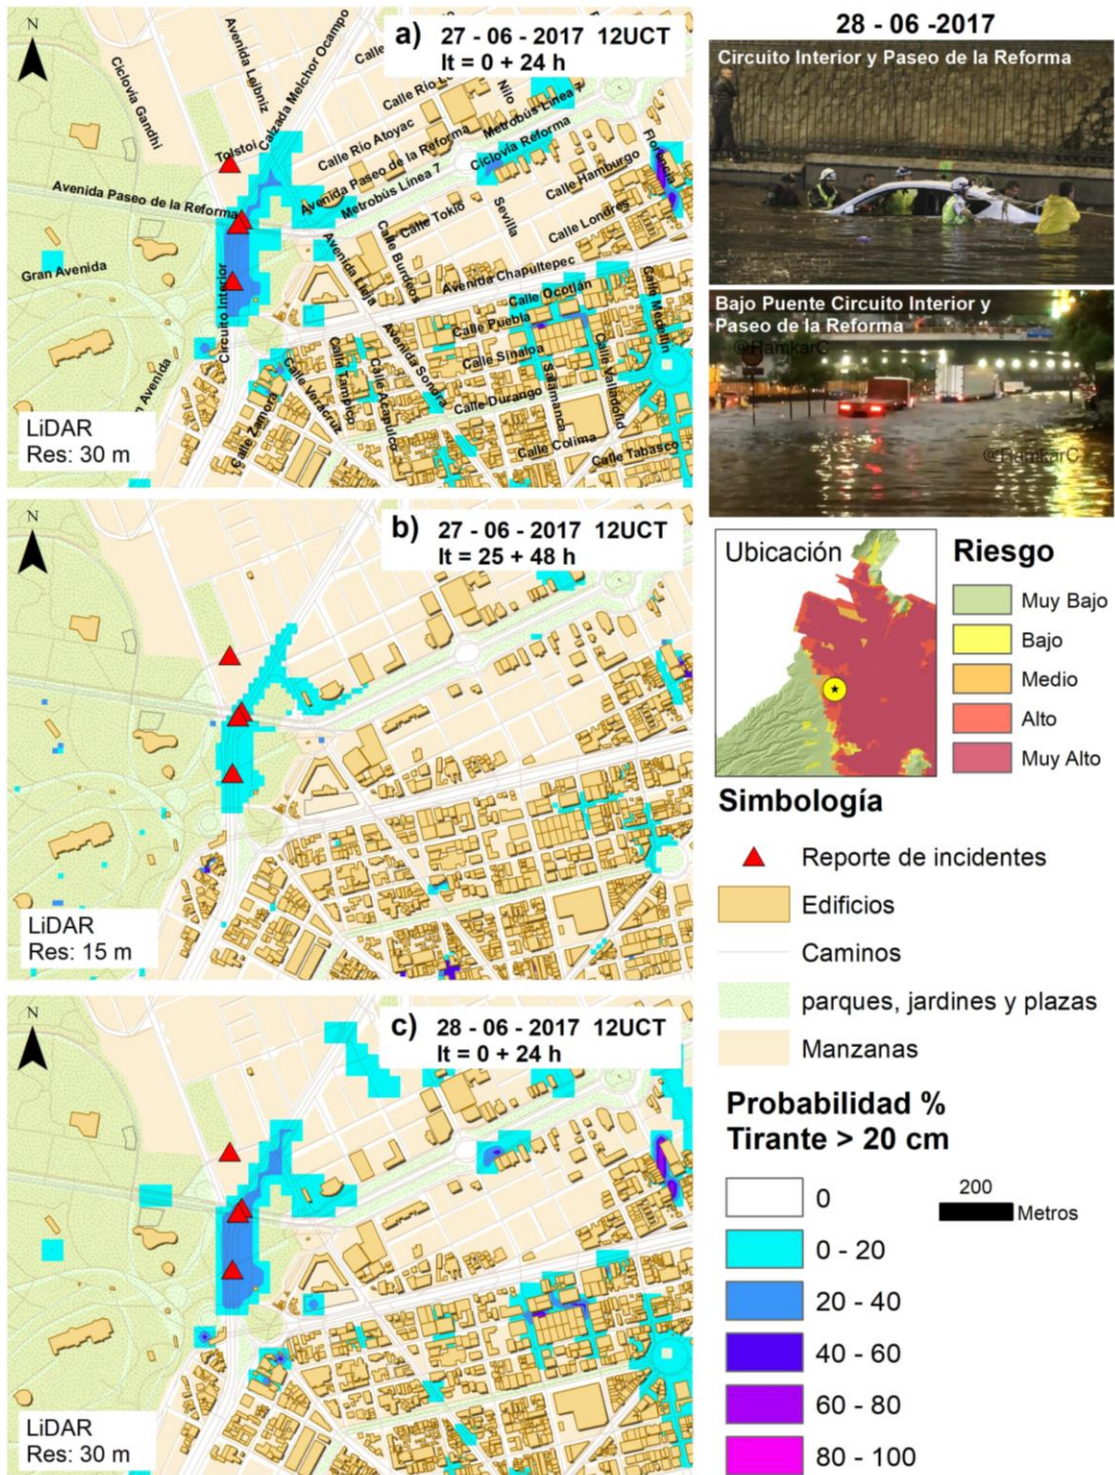 N
a) 27 - 06 - 2017 12UCT
It = 0 + 24 h
Ciclovía Gandhi
Avenida Leibniz
Calzada Melchor Ocampo
Calle
Calle Río
Nilo
Metrobús Línea 7
Calle Río Atoyac
Tolstoi
Avenida Paseo de la Reforma
Ciclovía Reforma
Avenida Paseo de la Reforma
Metrobús Línea 7
Calle Hamburgo
Calle Tokio
Sevilla
Calle Londres
Gran Avenida
Circuito Interior
Avenida Lieja
Calle Burdeos
Avenida Chapultepec
Calle Ocotlán
Calle Medellín
Calle Puebla
Calle Sinaloa
Calle Valladolid
Salamanca
Avenida Sonora
Calle Veracruz
Calle Tampico
Calle Acapulco
Calle Durango
Calle Zamora
Calle Colima
Calle Tabasco
LiDAR
Res: 30 m
N
b) 27 - 06 - 2017 12UCT
It = 25 + 48 h
LiDAR
Res: 15 m
N
c) 28 - 06 - 2017 12UCT
It = 0 + 24 h
LiDAR
Res: 30 m
28 - 06 -2017
Circuito Interior y Paseo de la Reforma
Bajo Puente Circuito Interior y
Paseo de la Reforma
@RamkarC
@RamkarC
Ubicación
Riesgo
Muy Bajo
Bajo
Medio
Alto
Muy Alto
Simbología
Reporte de incidentes
Edificios
Caminos
parques, jardines y plazas
Manzanas
Probabilidad %
Tirante > 20 cm
0
0 - 20
20 - 40
40 - 60
60 - 80
80 - 100
200
Metros